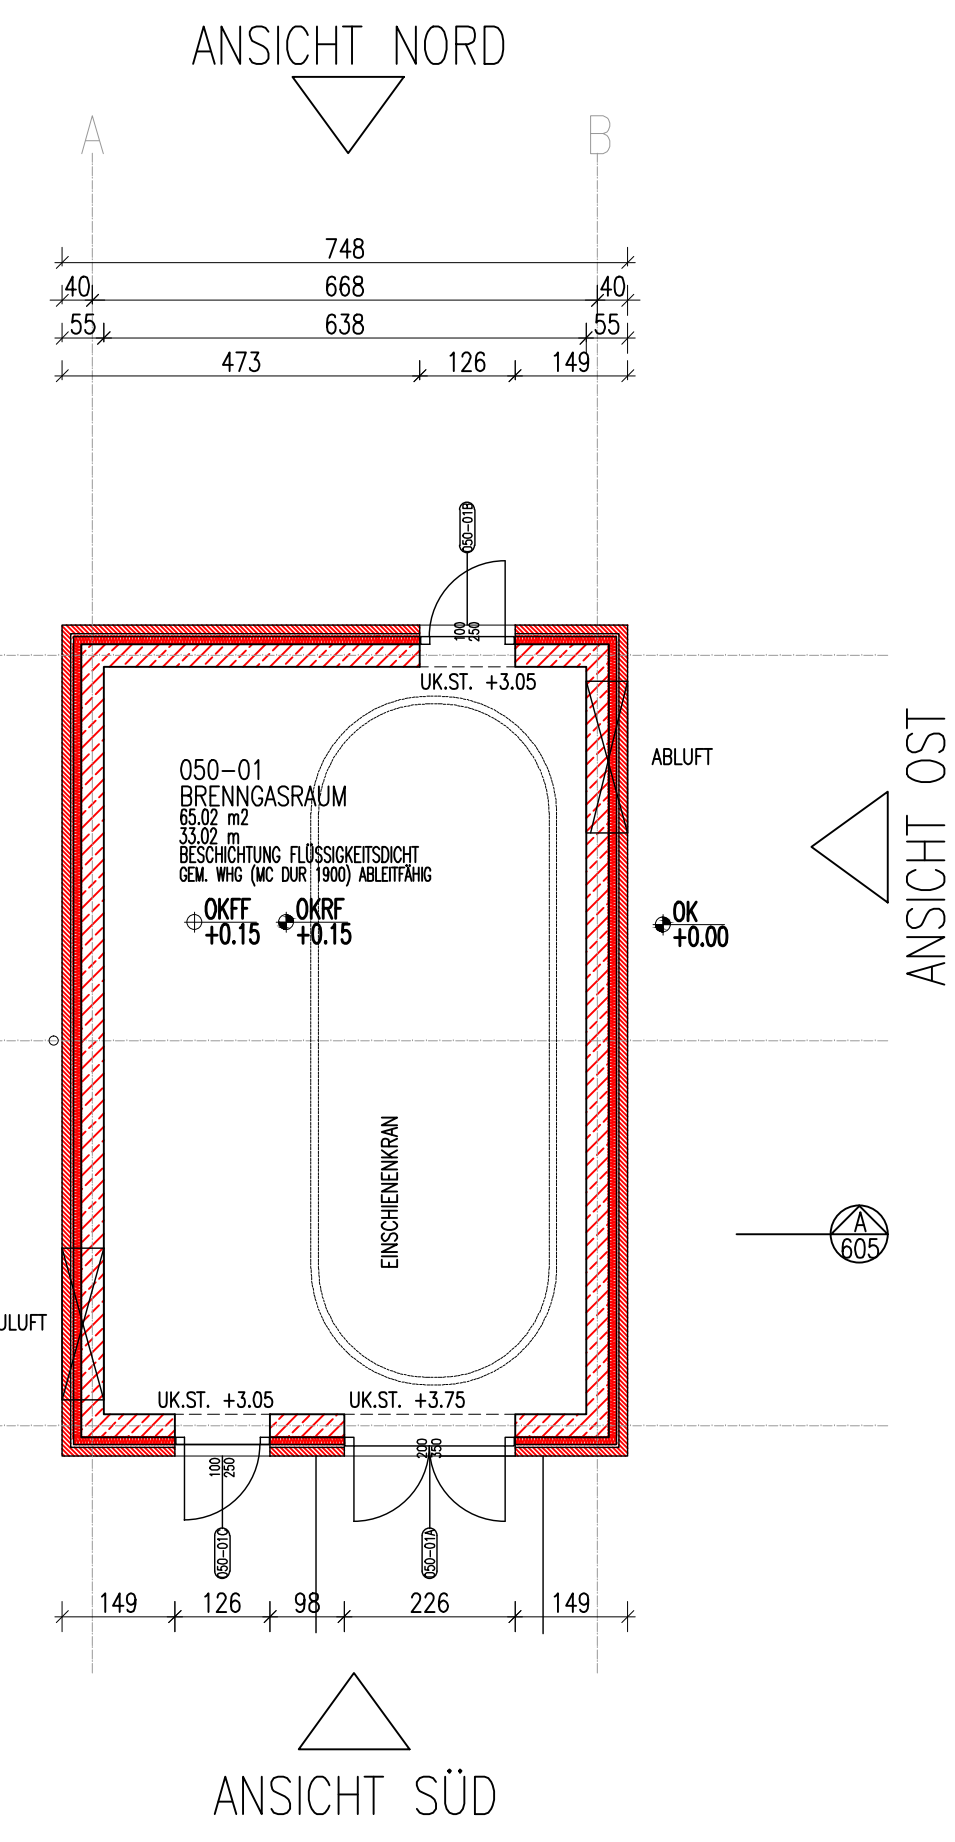 ANSICHT NORD
A
B
748
40
668
40
55
638
55
473
126
149
050-01B
100
250
UK.ST. +3.05
ABLUFT
ANSICHT OST
050-01
BRENNGASRAUM
65.02 m2
33.02 m
BESCHICHTUNG FLÜSSIGKEITSDICHT
GEM. WHG (MC DUR 1900) ABLEITFÄHIG
OKFF
+0.15
OKRF
+0.15
OK
+0.00
EINSCHIENENKRAN
A
605
ULUFT
UK.ST. +3.05
UK.ST. +3.75
100
250
200
350
050-01C
050-01A
149
126
98
226
149
ANSICHT SÜD